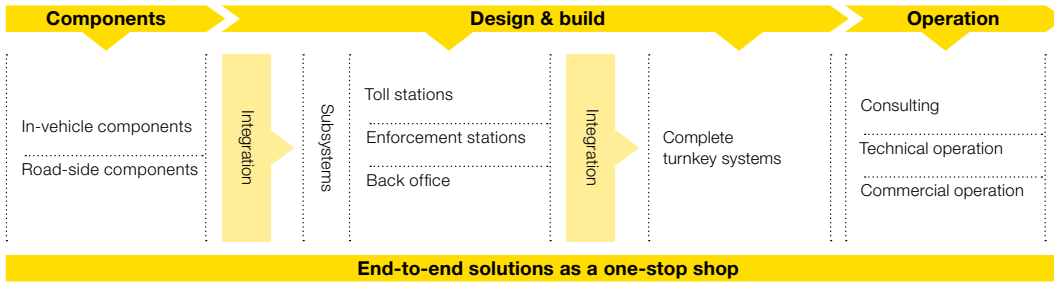 Components
Design & build
Operation
In-vehicle components
Road-side components
Integration
Subsystems
Toll stations
Enforcement stations
Back office
Integration
Complete
turnkey systems
Consulting
Technical operation
Commercial operation
End-to-end solutions as a one-stop shop